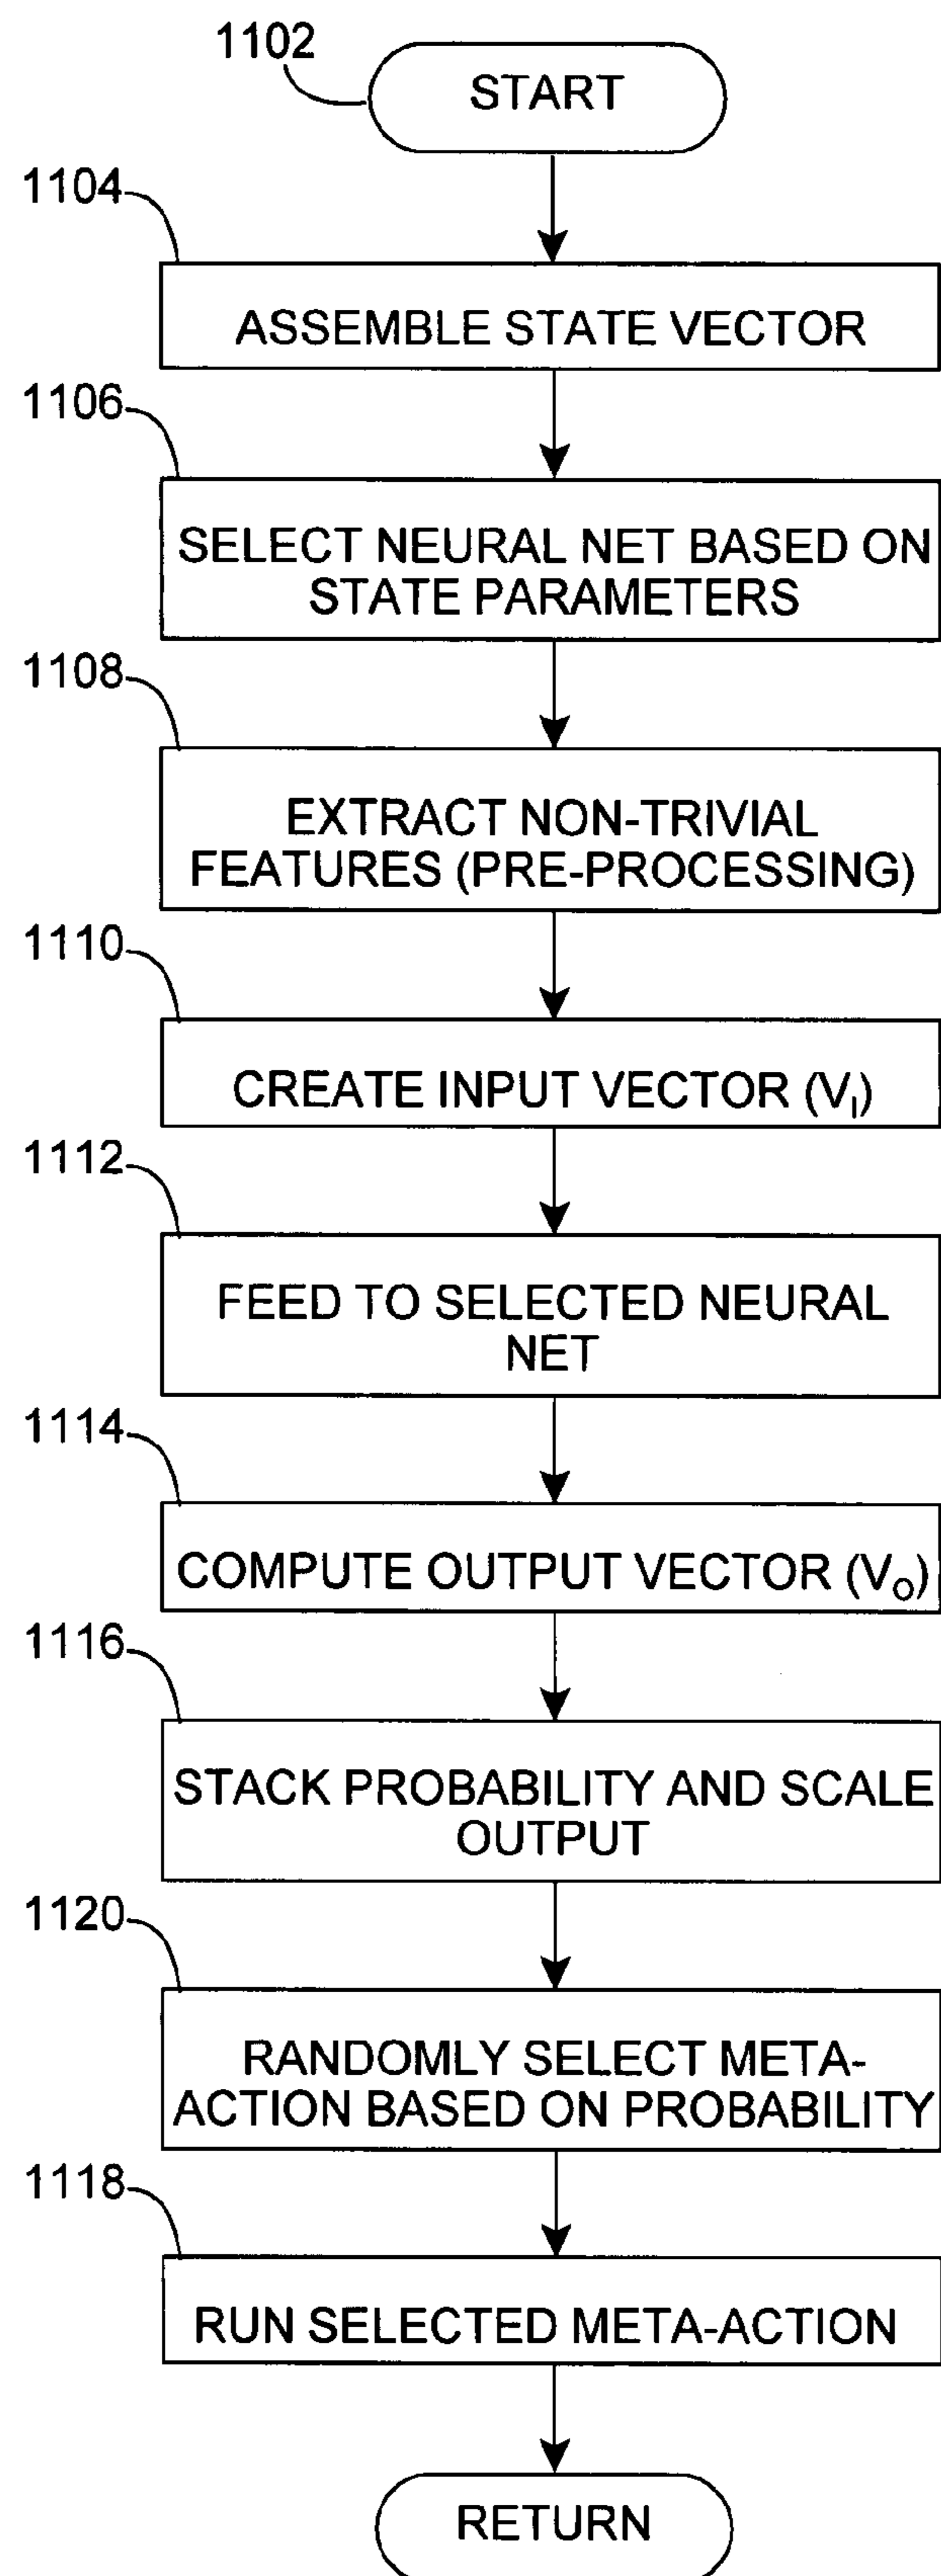 1102
START
1104
ASSEMBLE STATE VECTOR
1106
SELECT NEURAL NET BASED ON
STATE PARAMETERS
1108
EXTRACT NON-TRIVIAL
FEATURES (PRE-PROCESSING)
1110
CREATE INPUT VECTOR (VI)
1112
FEED TO SELECTED NEURAL
NET
1114
COMPUTE OUTPUT VECTOR (VO)
1116
STACK PROBABILITY AND SCALE
OUTPUT
1120
RANDOMLY SELECT META-
ACTION BASED ON PROBABILITY
1118
RUN SELECTED META-ACTION
RETURN